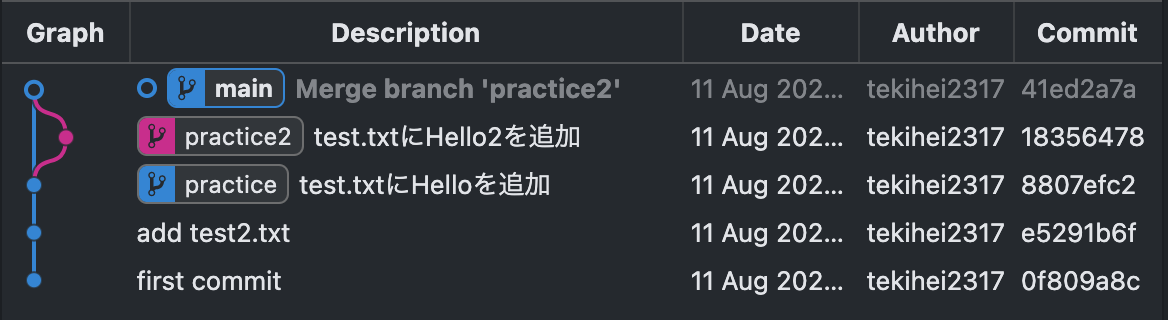 Graph Description Date Author Commit
main Merge branch 'practice2' 11 Aug 202... tekihei2317 41ed2a7a
practice2 test.txtにHello2を追加 11 Aug 202... tekihei2317 18356478
practice test.txtにHelloを追加 11 Aug 202... tekihei2317 8807efc2
add test2.txt 11 Aug 202... tekihei2317 e5291b6f
first commit 11 Aug 202... tekihei2317 0f809a8c